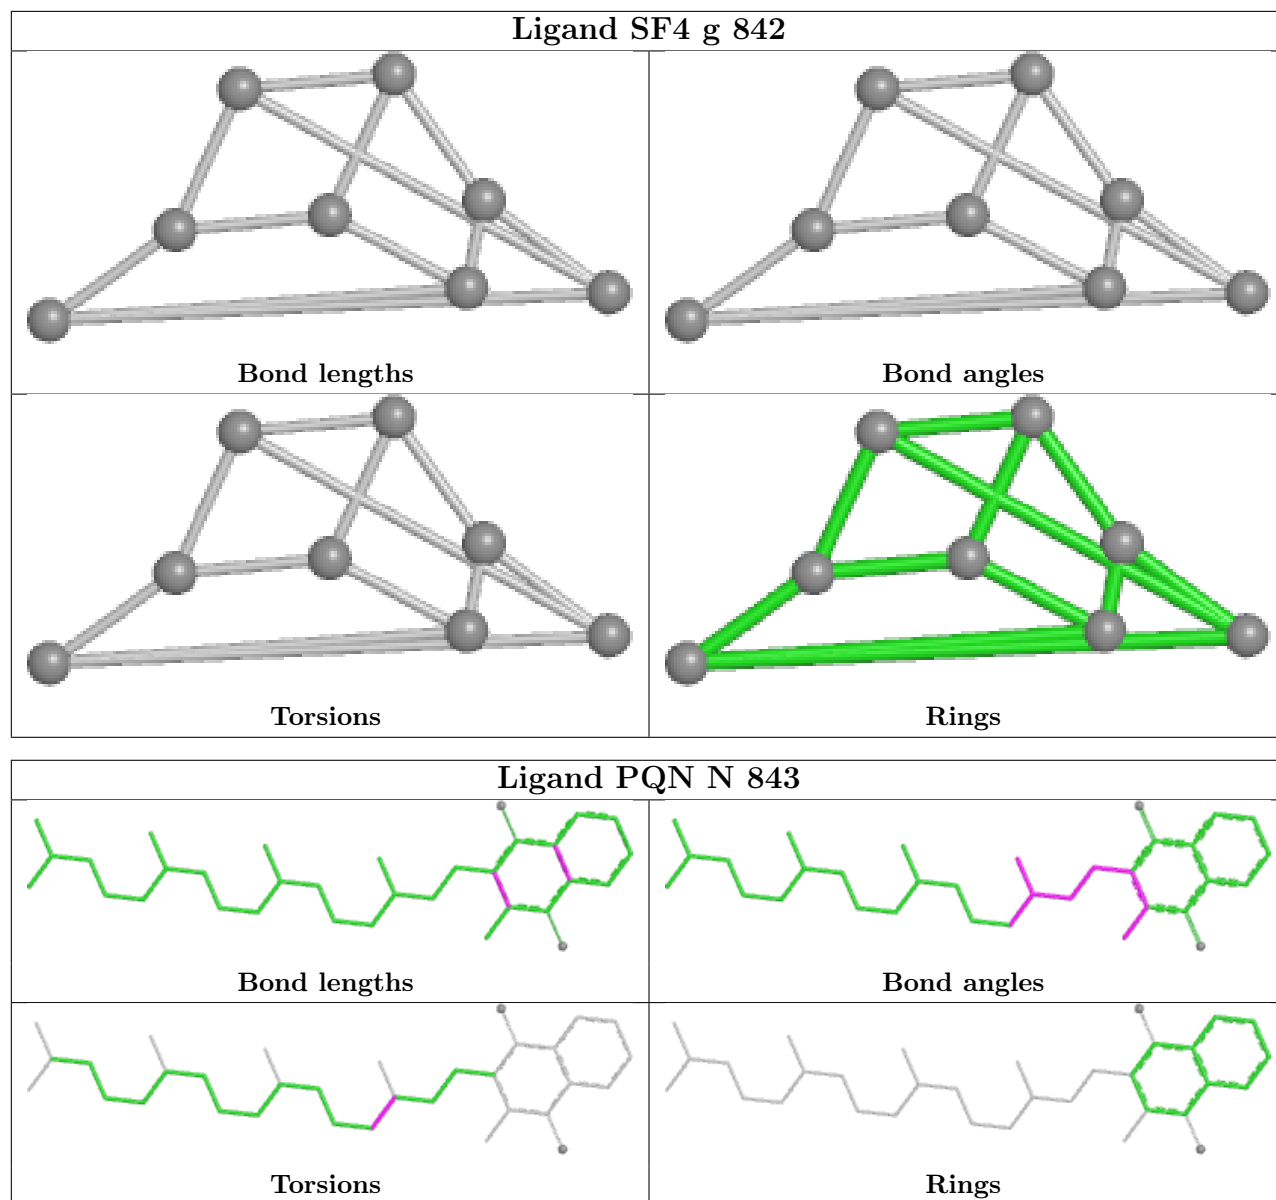 Ligand SF4 g 842
Bond lengths
Bond angles
Torsions
Rings
Ligand PQN N 843
Bond lengths
Bond angles
Torsions
Rings